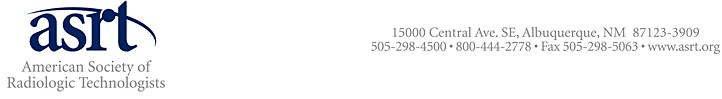 asrt
American Society of
Radiologic Technologists
15000 Central Ave. SE, Albuquerque, NM  87123-3909
505-298-4500 • 800-444-2778 • Fax 505-298-5063 • www.asrt.org